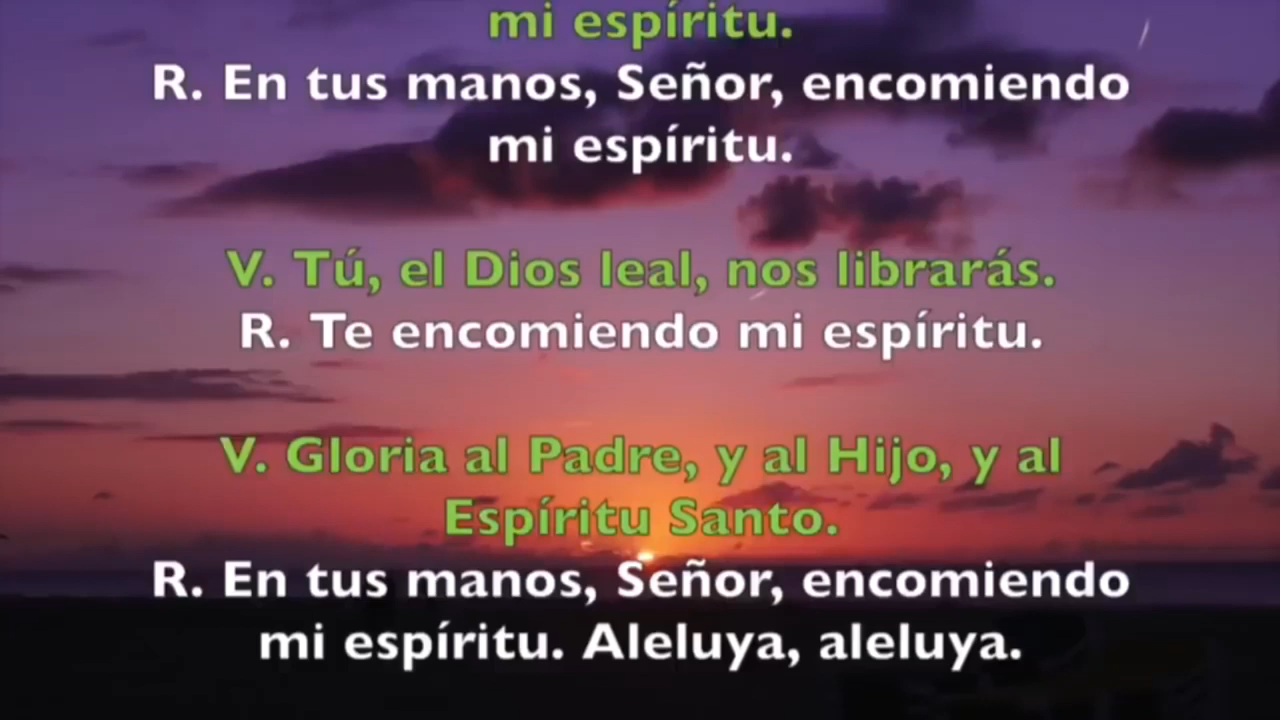 mi espíritu.
R. En tus manos, Señor, encomiendo
mi espíritu.
V. Tú, el Dios leal, nos librarás.
R. Te encomiendo mi espíritu.
V. Gloria al Padre, y al Hijo, y al
Espíritu Santo.
R. En tus manos, Señor, encomiendo
mi espíritu. Aleluya, aleluya.